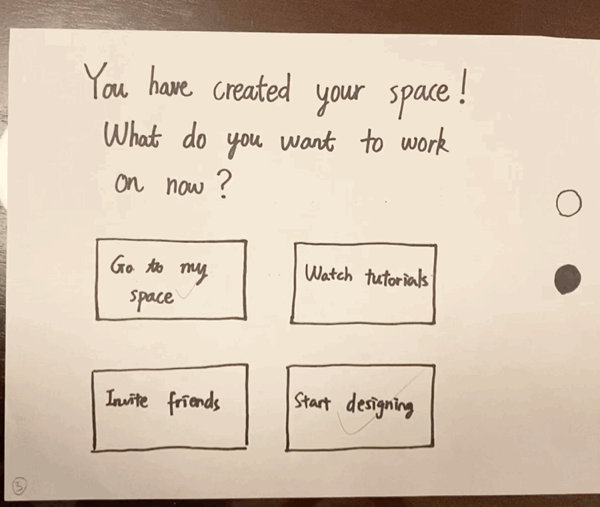 You have created your space!
What do you want to work
on now?
Go to my
space
Watch tutorials
Invite friends
Start designing
3